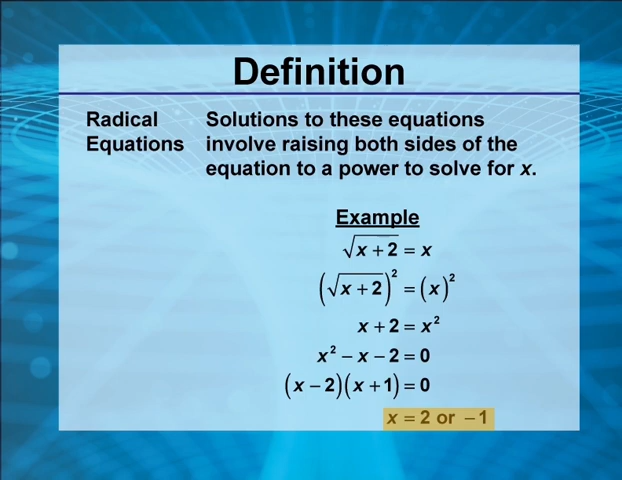 Definition
Radical Equations
Solutions to these equations
involve raising both sides of the
equation to a power to solve for x.
Example
√(x + 2) = x
(√(x + 2))² = (x)²
x + 2 = x²
x² − x − 2 = 0
(x − 2)(x + 1) = 0
x = 2 or −1